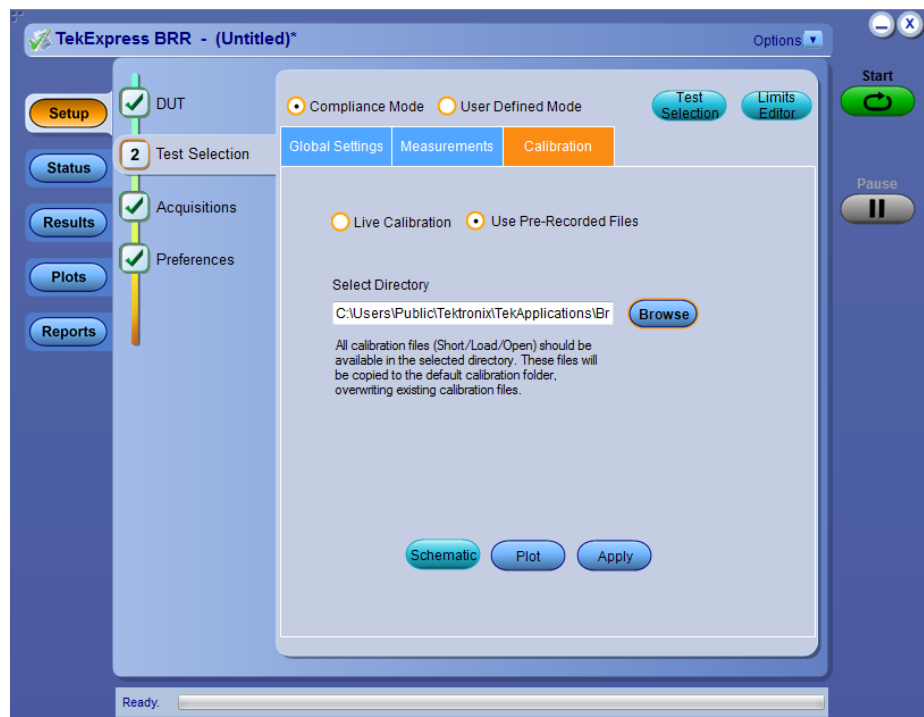 TekExpress BRR - (Untitled)*
Options
Start
Pause
Setup
Status
Results
Plots
Reports
DUT
2 Test Selection
Acquisitions
Preferences
Compliance Mode User Defined Mode
Test Selection
Limits Editor
Global Settings Measurements Calibration
Live Calibration Use Pre-Recorded Files
Select Directory
C:\Users\Public\Tektronix\TekApplications\Br
Browse
All calibration files (Short/Load/Open) should be
available in the selected directory. These files will
be copied to the default calibration folder,
overwriting existing calibration files.
Schematic Plot Apply
Ready.